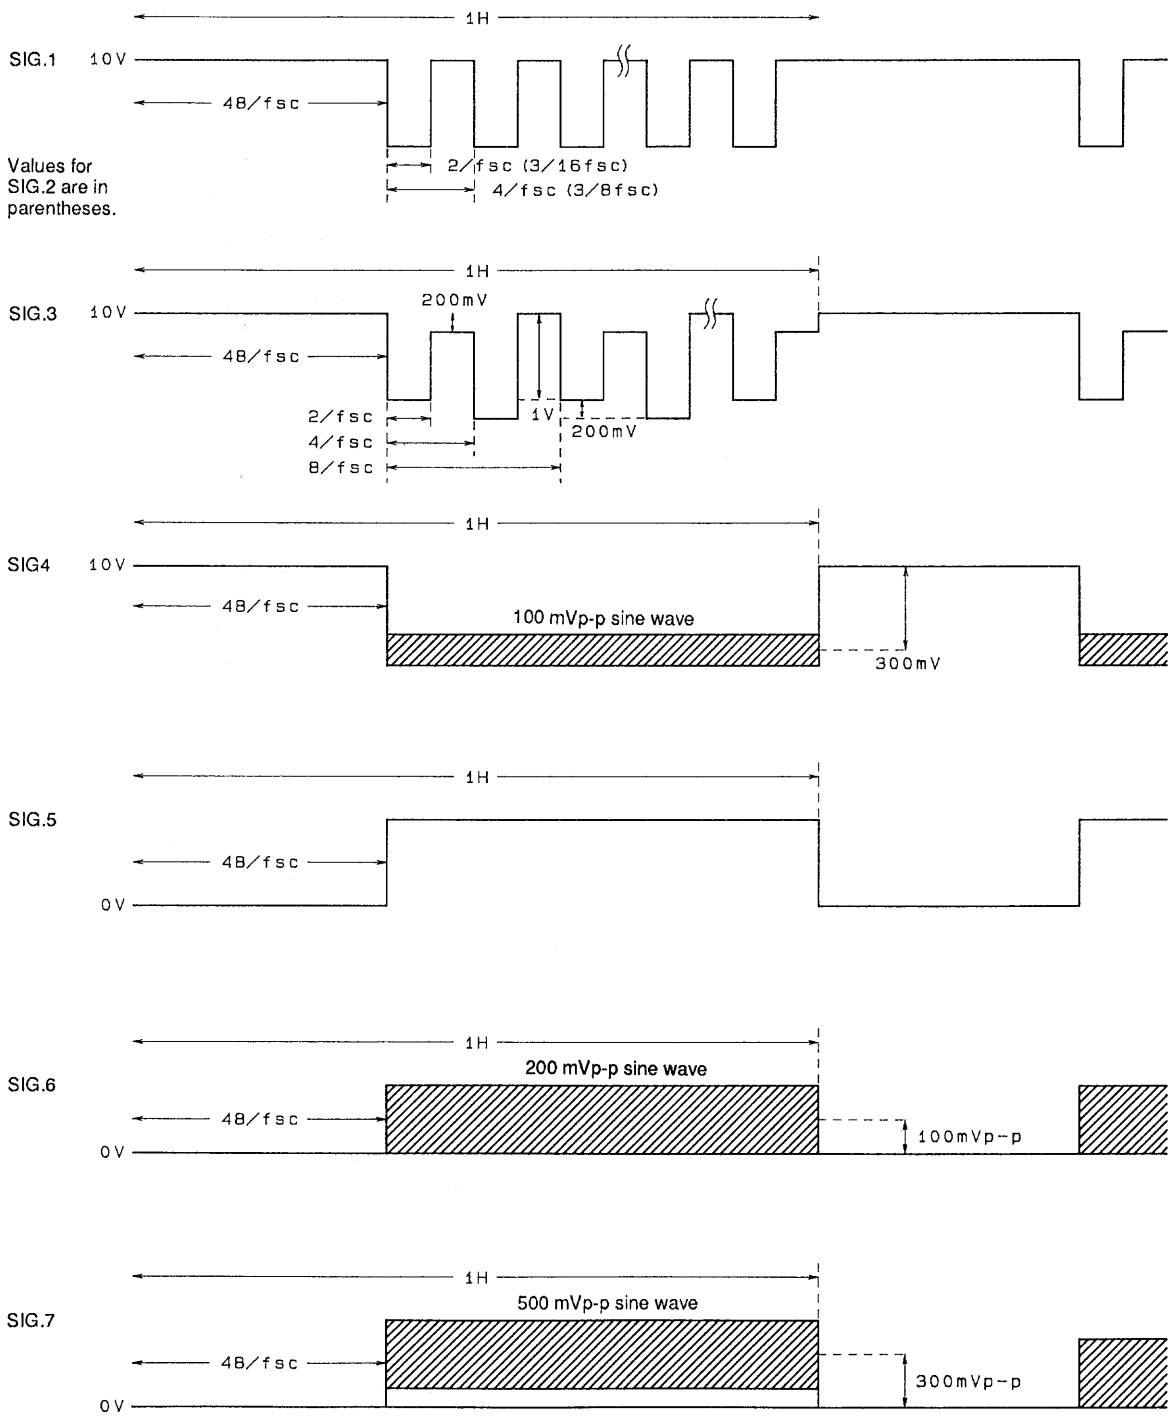 1H
SIG.1
10V
48/fsc
Values for
SIG.2 are in
parentheses.
2/fsc (3/16fsc)
4/fsc (3/8fsc)
1H
SIG.3
10V
200mV
48/fsc
2/fsc
1V
200mV
4/fsc
8/fsc
1H
SIG4
10V
48/fsc
100 mVp-p sine wave
300mV
1H
SIG.5
48/fsc
0V
1H
SIG.6
200 mVp-p sine wave
48/fsc
100mVp-p
0V
1H
SIG.7
500 mVp-p sine wave
48/fsc
300mVp-p
0V